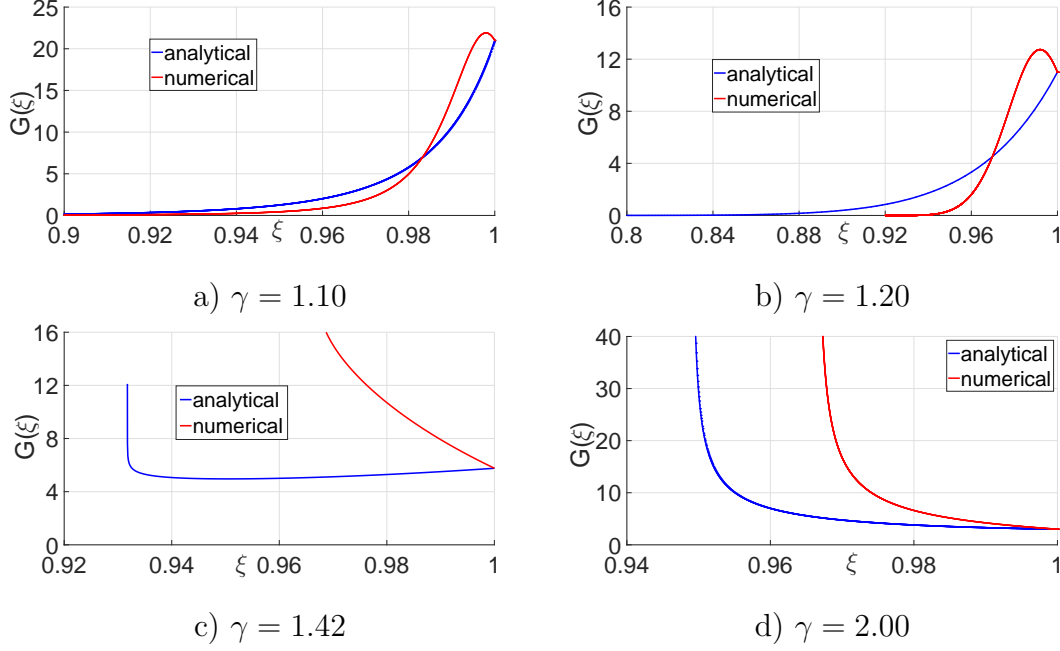 25
20
15
10
5
0
G(ξ)
analytical
numerical
0.9 0.92 0.94 0.96 0.98 1
ξ
a) γ = 1.10
16
12
8
4
0
G(ξ)
analytical
numerical
0.8 0.84 0.88 0.92 0.96 1
ξ
b) γ = 1.20
16
12
8
4
0
G(ξ)
analytical
numerical
0.92 0.94 0.96 0.98 1
ξ
c) γ = 1.42
40
30
20
10
0
G(ξ)
analytical
numerical
0.94 0.96 0.98 1
ξ
d) γ = 2.00